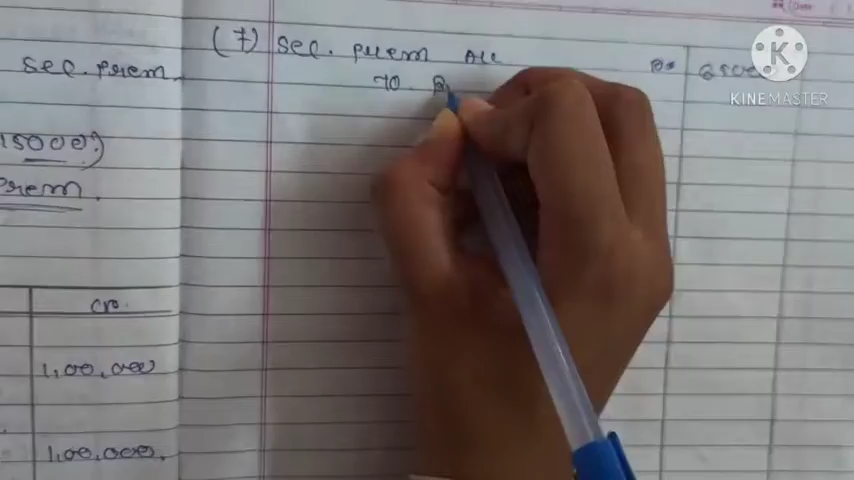 sec. prem.
15000)
Prem.
Cr.
1,00,000
1,00,000.
(7) Sec. prem A/c
To. B
KINEMASTER